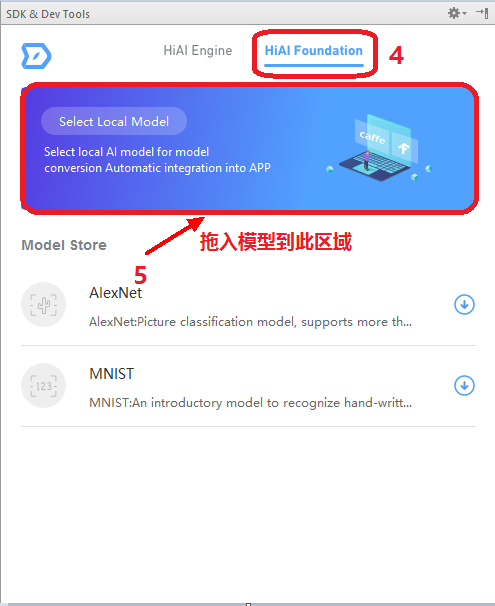 SDK & Dev Tools
HiAI Engine
HiAI Foundation
4
Select Local Model
Select local AI model for model
conversion Automatic integration into APP
caffe
拖入模型到此区域
Model Store
5
AlexNet
AlexNet:Picture classification model, supports more th...
123
MNIST
MNIST:An introductory model to recognize hand-writt...